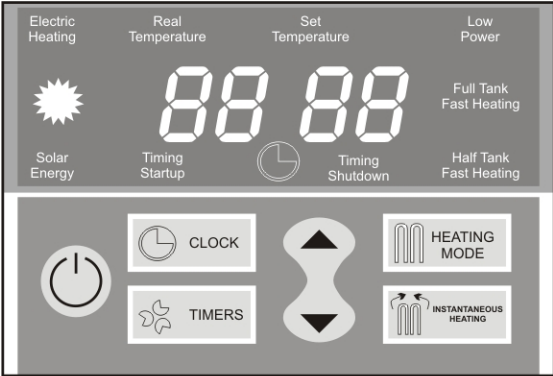 Electric Heating
Real Temperature
Set Temperature
Low Power
88 88
Full Tank Fast Heating
Solar Energy
Timing Startup
Timing Shutdown
Half Tank Fast Heating
CLOCK
HEATING MODE
TIMERS
INSTANTANEOUS HEATING